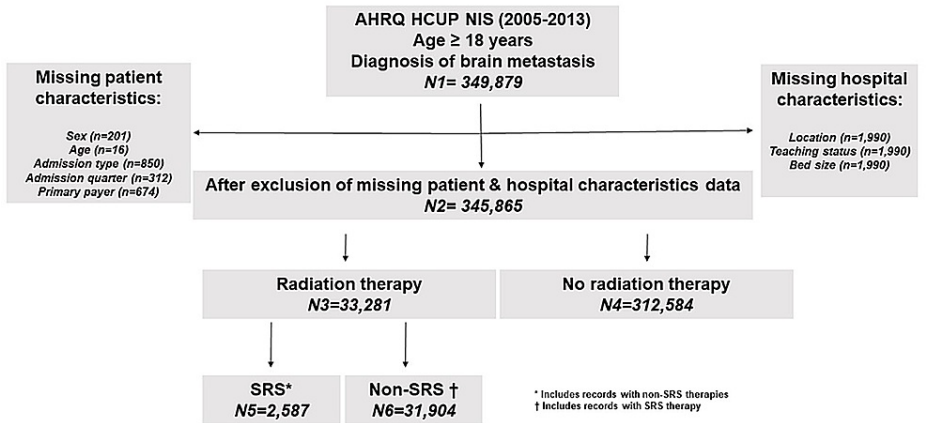 AHRQ HCUP NIS (2005-2013)
Age ≥ 18 years
Diagnosis of brain metastasis
N1= 349,879
Missing patient
characteristics:
Sex (n=201)
Age (n=16)
Admission type (n=850)
Admission quarter (n=312)
Primary payer (n=674)
Missing hospital
characteristics:
Location (n=1,990)
Teaching status (n=1,990)
Bed size (n=1,990)
After exclusion of missing patient & hospital characteristics data
N2= 345,865
Radiation therapy
N3=33,281
No radiation therapy
N4=312,584
SRS*
N5=2,587
Non-SRS †
N6=31,904
* Includes records with non-SRS therapies
† Includes records with SRS therapy